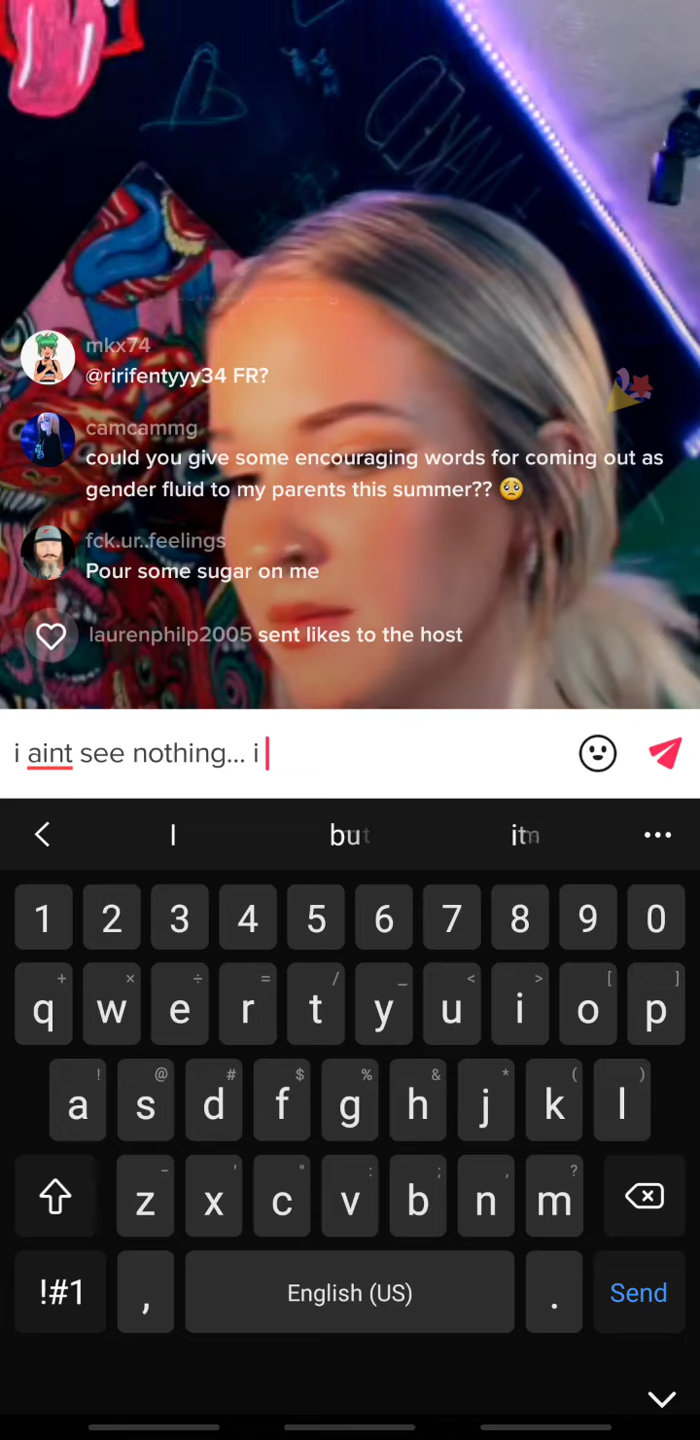 mkx74
@ririfentyyy34 FR?
camcammg
could you give some encouraging words for coming out as
gender fluid to my parents this summer?? 🥺
fck.ur..feelings
Pour some sugar on me
laurenphilp2005 sent likes to the host
i aint see nothing... i
I but itm
1 2 3 4 5 6 7 8 9 0
+ × ÷ = / _ < > [ ]
q w e r t y u i o p
! @ # $ % & * ( )
a s d f g h j k l
- ' " : ; , ?
z x c v b n m
!#1 , English (US) . Send